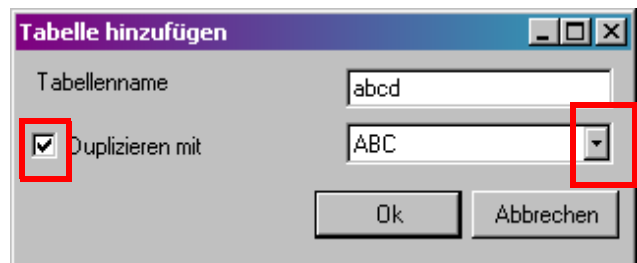 Tabelle hinzufügen
Tabellenname abcd
Duplizieren mit ABC
Ok Abbrechen